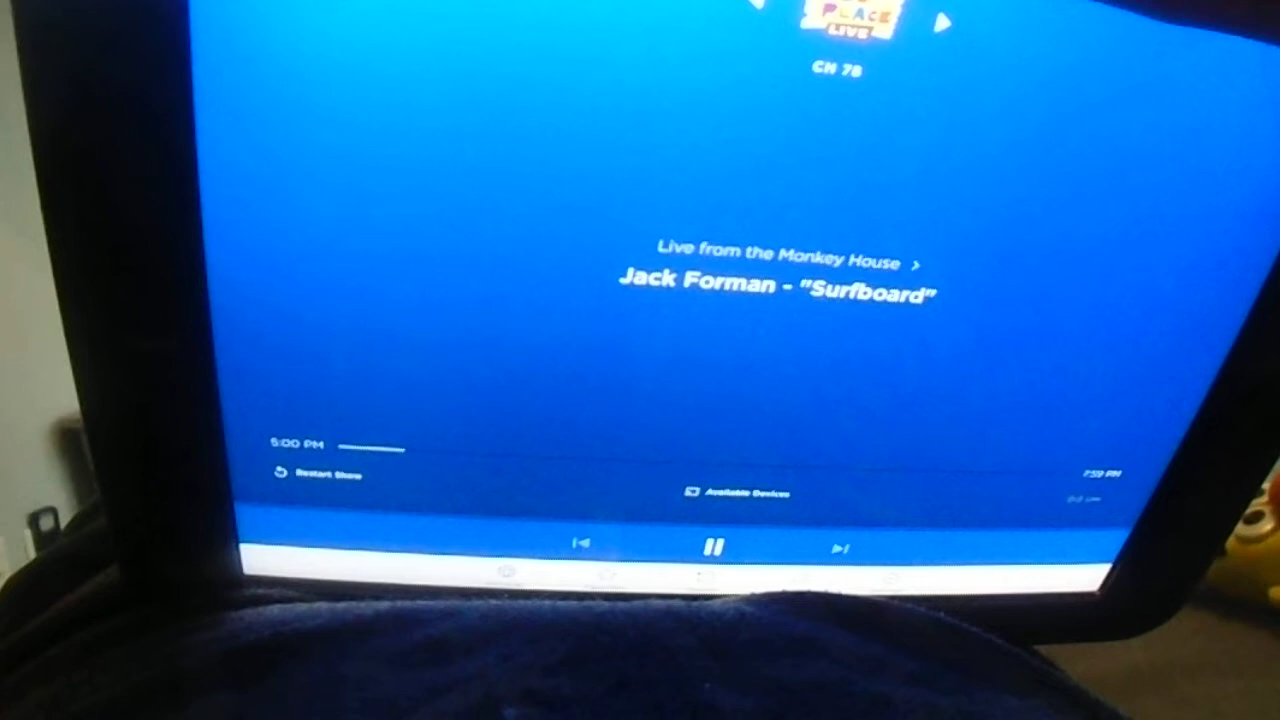 PLACE
LIVE
CH 78
Live from the Monkey House >
Jack Forman - "Surfboard"
5:00 PM
7:59 PM
Restart Show
Available Devices